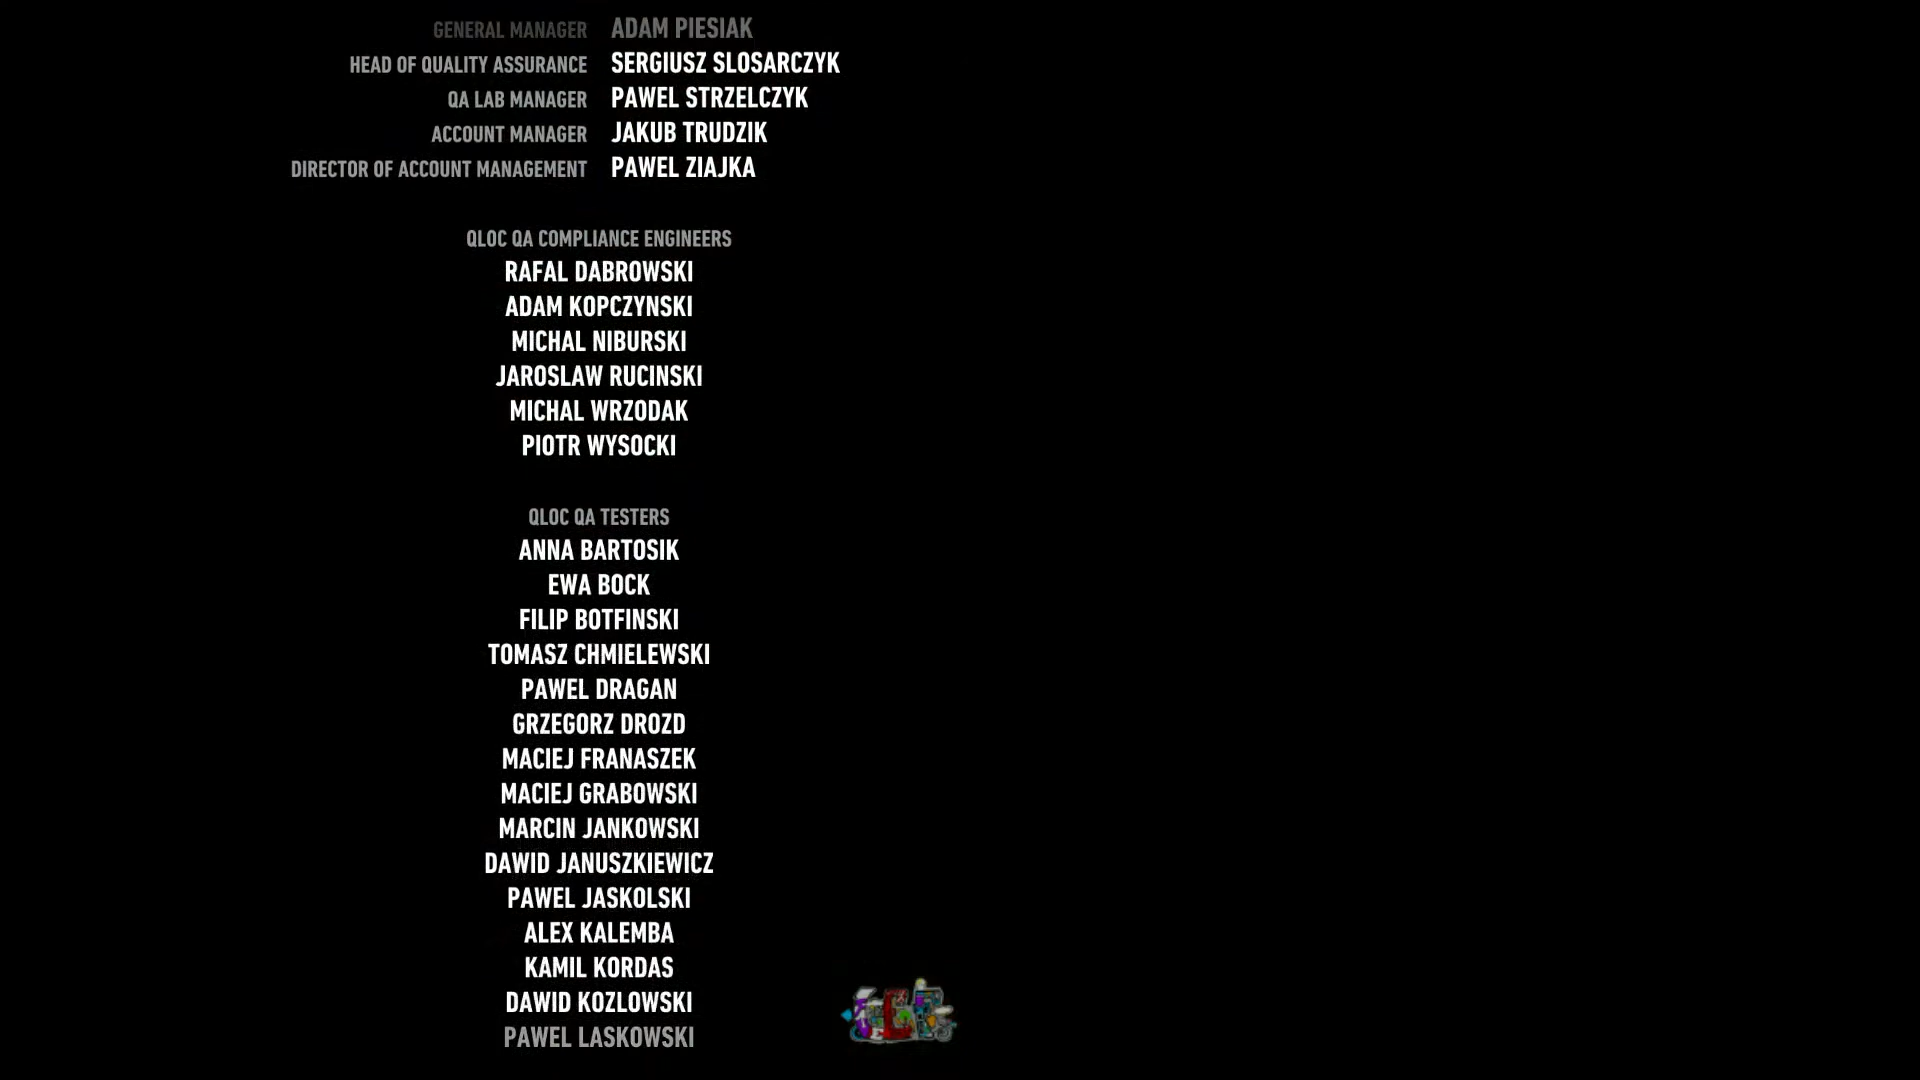 GENERAL MANAGER ADAM PIESIAK
HEAD OF QUALITY ASSURANCE SERGIUSZ SLOSARCZYK
QA LAB MANAGER PAWEL STRZELCZYK
ACCOUNT MANAGER JAKUB TRUDZIK
DIRECTOR OF ACCOUNT MANAGEMENT PAWEL ZIAJKA
QLOC QA COMPLIANCE ENGINEERS
RAFAL DABROWSKI
ADAM KOPCZYNSKI
MICHAL NIBURSKI
JAROSLAW RUCINSKI
MICHAL WRZODAK
PIOTR WYSOCKI
QLOC QA TESTERS
ANNA BARTOSIK
EWA BOCK
FILIP BOTFINSKI
TOMASZ CHMIELEWSKI
PAWEL DRAGAN
GRZEGORZ DROZD
MACIEJ FRANASZEK
MACIEJ GRABOWSKI
MARCIN JANKOWSKI
DAWID JANUSZKIEWICZ
PAWEL JASKOLSKI
ALEX KALEMBA
KAMIL KORDAS
DAWID KOZLOWSKI
PAWEL LASKOWSKI